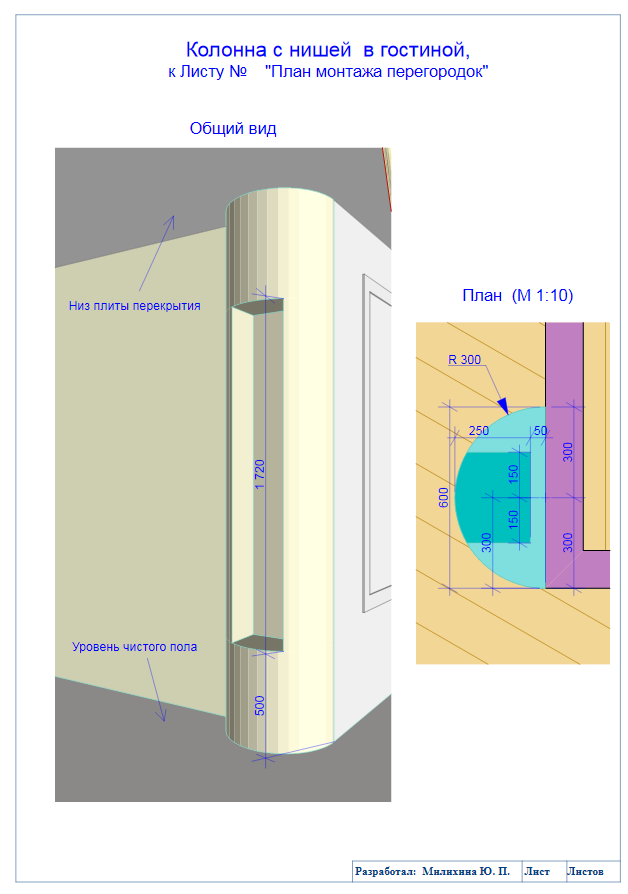 Колонна с нишей в гостиной,
к Листу № "План монтажа перегородок"
Общий вид
Низ плиты перекрытия
1 720
Уровень чистого пола
500
План (М 1:10)
R 300
250
50
300
150
600
150
300
300
Разработал: Милихина Ю. П. Лист Листов